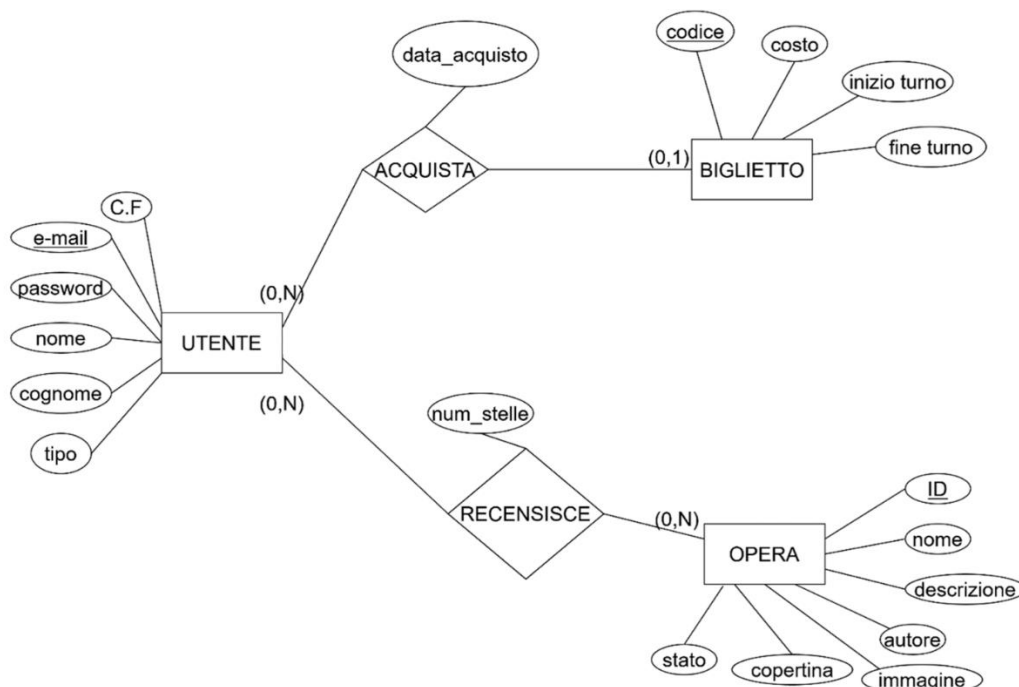 data_acquisto
codice
costo
inizio turno
fine turno
ACQUISTA
(0,1)
BIGLIETTO
C.F
e-mail
password
nome
cognome
tipo
(0,N)
UTENTE
(0,N)
num_stelle
RECENSISCE
(0,N)
OPERA
ID
nome
descrizione
autore
immagine
copertina
stato